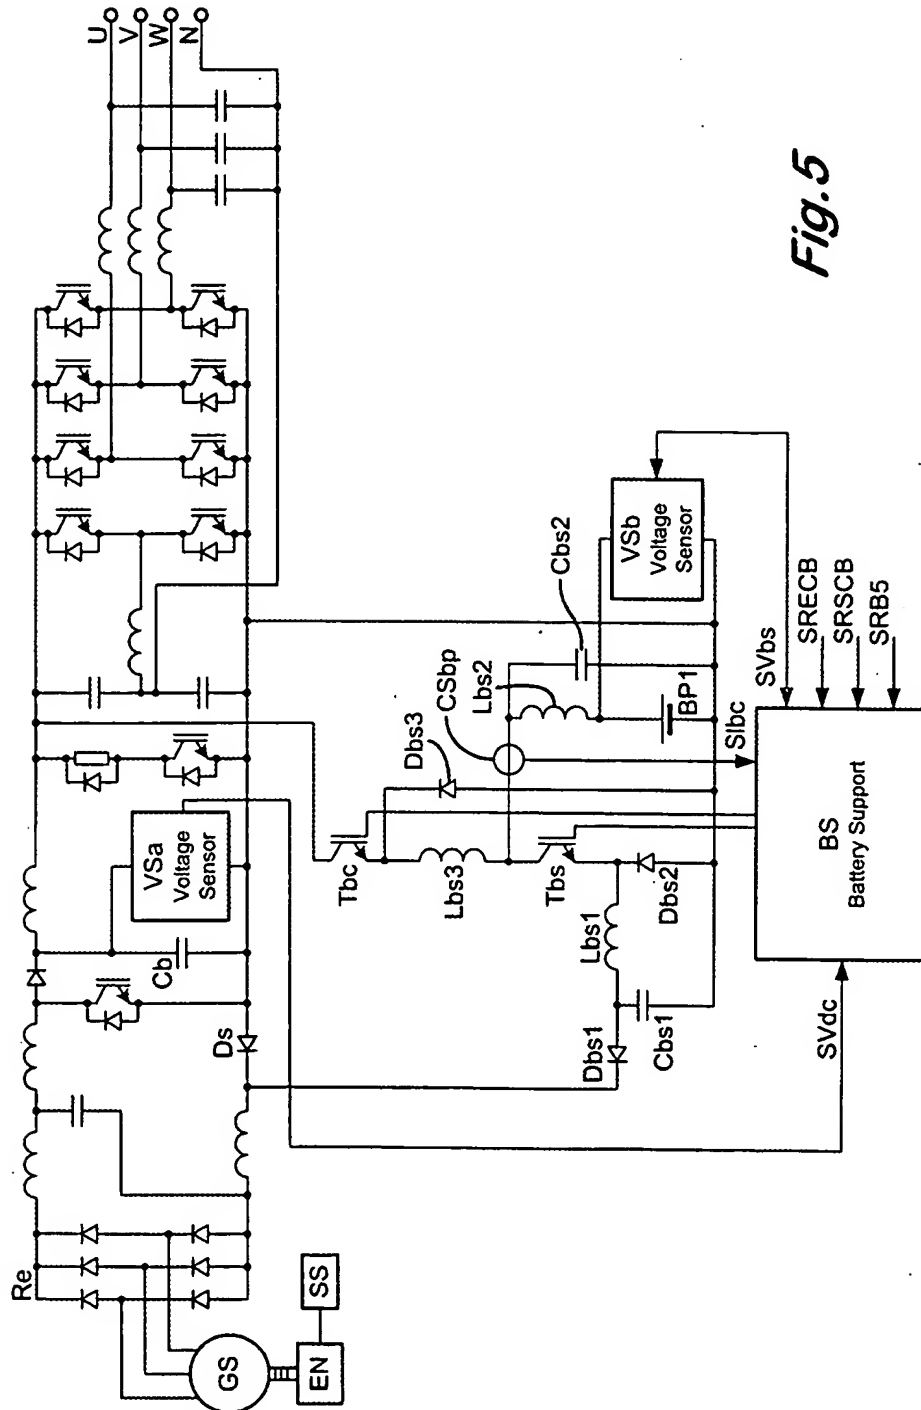 U
V
W
N
Re
GS
EN
SS
Ds
Cb
VSa
Voltage
Sensor
Tbc
Lbs3
Tbs
Dbs3
CSbp
Lbs2
Cbs2
VSb
Voltage
Sensor
BP1
Lbs1
Dbs2
Dbs1
Cbs1
SVdc
SIbc
SVbs
SRECB
SRSCB
SRB5
BS
Battery Support
Fig.5